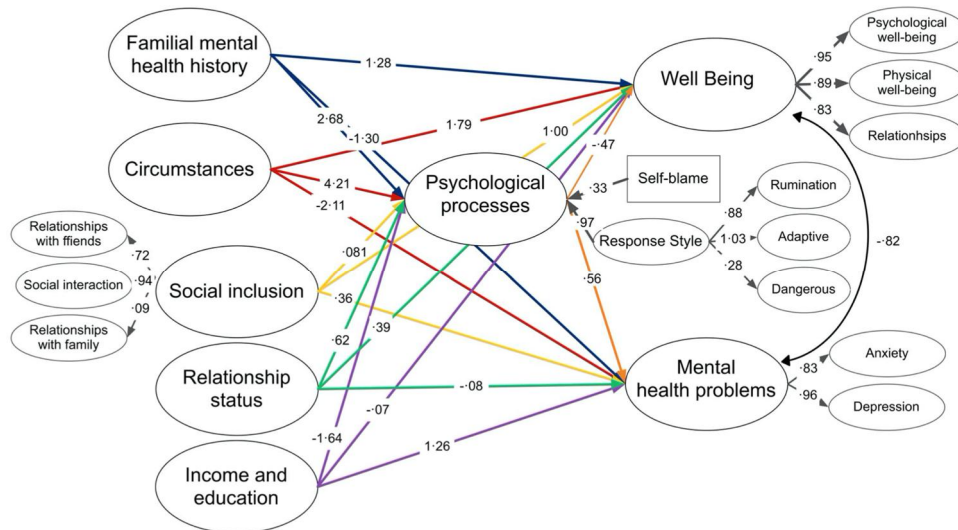 Familial mental
health history
Circumstances
Relationships
with ffiends
Social interaction
Relationships
with family
·72
·94
·09
Social inclusion
Relationship
status
Income and
education
1·28
2·68
-1·30
1·79
4·21
-2·11
1·00
-·47
·081
·36
·62
·39
-·08
-1·64
-·07
1·26
Psychological
processes
·33
Self-blame
·97
Response Style
·56
·88
1·03
·28
Rumination
Adaptive
Dangerous
Well Being
·95
·89
·83
Psychological
well-being
Physical
well-being
Relationhsips
-·82
Mental
health problems
·83
·96
Anxiety
Depression